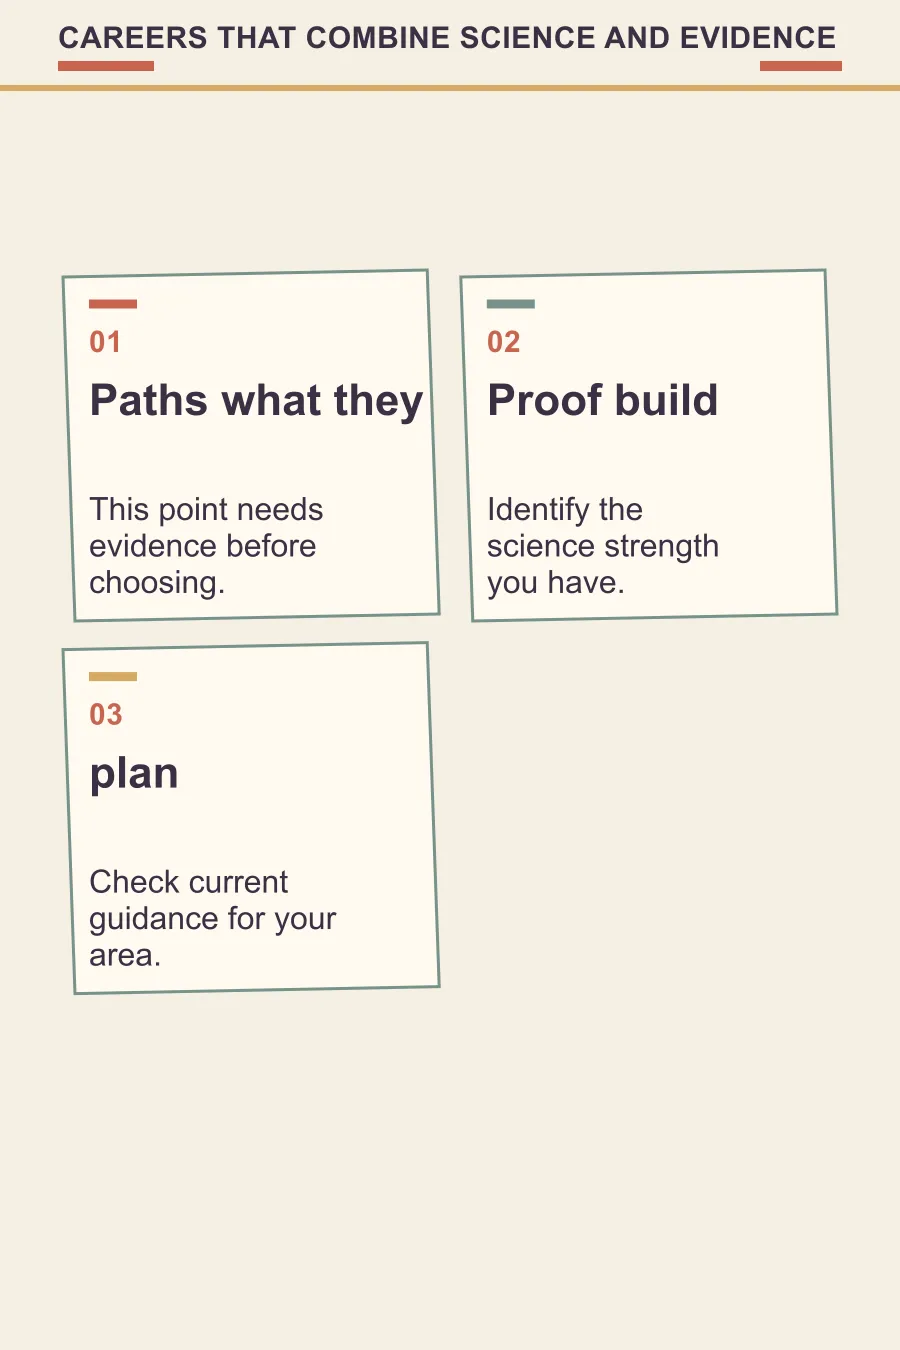 CAREERS THAT COMBINE SCIENCE AND EVIDENCE
01
Paths what they
This point needs
evidence before
choosing.
02
Proof build
Identify the
science strength
you have.
03
plan
Check current
guidance for your
area.